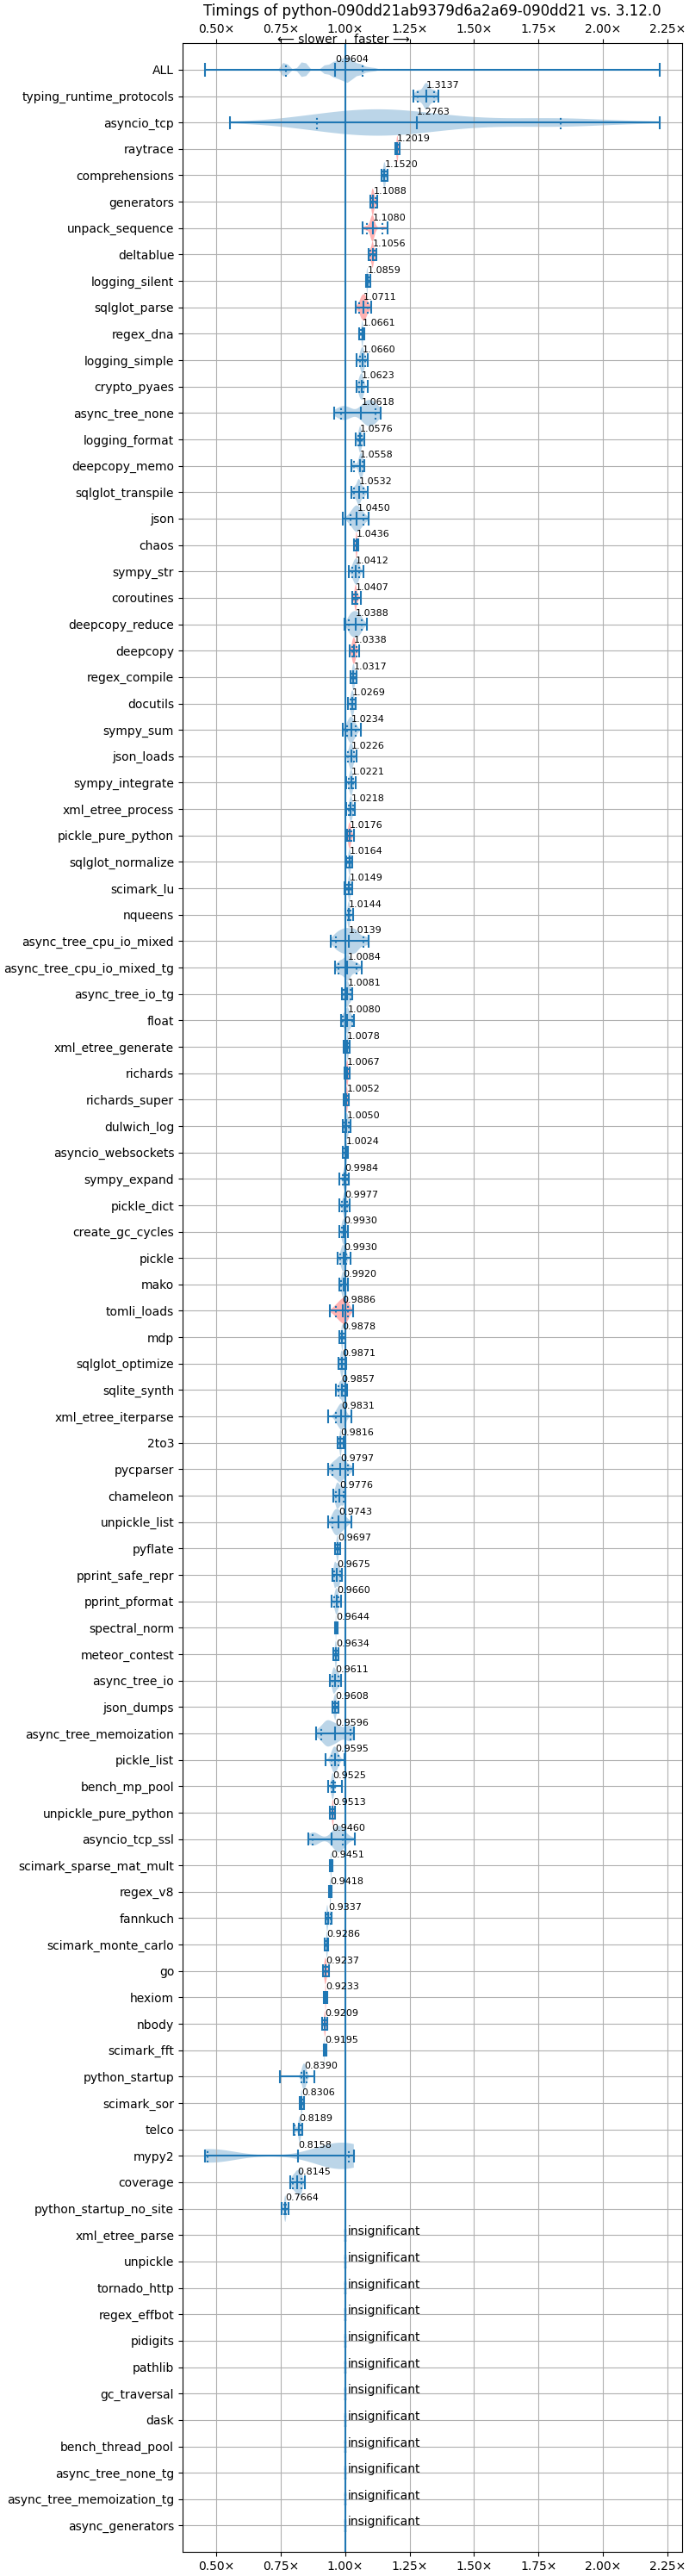 Timings of python-090dd21ab9379d6a2a69-090dd21 vs. 3.12.0
0.50× 0.75× 1.00× 1.25× 1.50× 1.75× 2.00× 2.25×
← slower faster →
ALL 0.9604
typing_runtime_protocols 1.3137
asyncio_tcp 1.2763
raytrace 1.2019
comprehensions 1.1520
generators 1.1088
unpack_sequence 1.1080
deltablue 1.1056
logging_silent 1.0859
sqlglot_parse 1.0711
regex_dna 1.0661
logging_simple 1.0660
crypto_pyaes 1.0623
async_tree_none 1.0618
logging_format 1.0576
deepcopy_memo 1.0558
sqlglot_transpile 1.0532
json 1.0450
chaos 1.0436
sympy_str 1.0412
coroutines 1.0407
deepcopy_reduce 1.0388
deepcopy 1.0338
regex_compile 1.0317
docutils 1.0269
sympy_sum 1.0234
json_loads 1.0226
sympy_integrate 1.0221
xml_etree_process 1.0218
pickle_pure_python 1.0176
sqlglot_normalize 1.0164
scimark_lu 1.0149
nqueens 1.0144
async_tree_cpu_io_mixed 1.0139
async_tree_cpu_io_mixed_tg 1.0084
async_tree_io_tg 1.0081
float 1.0080
xml_etree_generate 1.0078
richards 1.0067
richards_super 1.0052
dulwich_log 1.0050
asyncio_websockets 1.0024
sympy_expand 0.9984
pickle_dict 0.9977
create_gc_cycles 0.9930
pickle 0.9930
mako 0.9920
tomli_loads 0.9886
mdp 0.9878
sqlglot_optimize 0.9871
sqlite_synth 0.9857
xml_etree_iterparse 0.9831
2to3 0.9816
pycparser 0.9797
chameleon 0.9776
unpickle_list 0.9743
pyflate 0.9697
pprint_safe_repr 0.9675
pprint_pformat 0.9660
spectral_norm 0.9644
meteor_contest 0.9634
async_tree_io 0.9611
json_dumps 0.9608
async_tree_memoization 0.9596
pickle_list 0.9595
bench_mp_pool 0.9525
unpickle_pure_python 0.9513
asyncio_tcp_ssl 0.9460
scimark_sparse_mat_mult 0.9451
regex_v8 0.9418
fannkuch 0.9337
scimark_monte_carlo 0.9286
go 0.9237
hexiom 0.9233
nbody 0.9209
scimark_fft 0.9195
python_startup 0.8390
scimark_sor 0.8306
telco 0.8189
mypy2 0.8158
coverage 0.8145
python_startup_no_site 0.7664
xml_etree_parse insignificant
unpickle insignificant
tornado_http insignificant
regex_effbot insignificant
pidigits insignificant
pathlib insignificant
gc_traversal insignificant
dask insignificant
bench_thread_pool insignificant
async_tree_none_tg insignificant
async_tree_memoization_tg insignificant
async_generators insignificant
0.50× 0.75× 1.00× 1.25× 1.50× 1.75× 2.00× 2.25×